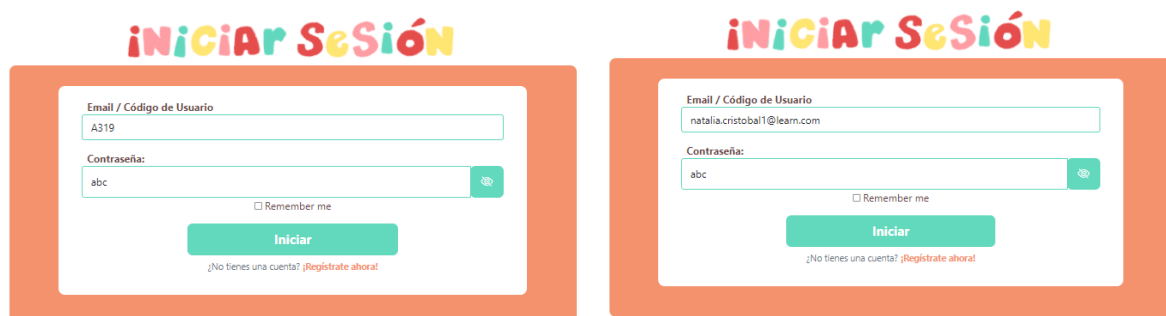 iNiCiAr SeSióN
Email / Código de Usuario
A319
Contraseña:
abc
Remember me
Iniciar
¿No tienes una cuenta? ¡Regístrate ahora!
iNiCiAr SeSióN
Email / Código de Usuario
natalia.cristobal1@learn.com
Contraseña:
abc
Remember me
Iniciar
¿No tienes una cuenta? ¡Regístrate ahora!